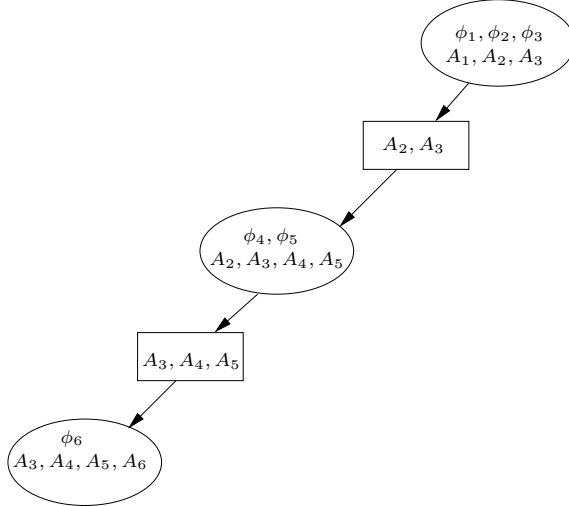 ϕ₁, ϕ₂, ϕ₃
A₁, A₂, A₃
A₂, A₃
ϕ₄, ϕ₅
A₂, A₃, A₄, A₅
A₃, A₄, A₅
ϕ₆
A₃, A₄, A₅, A₆